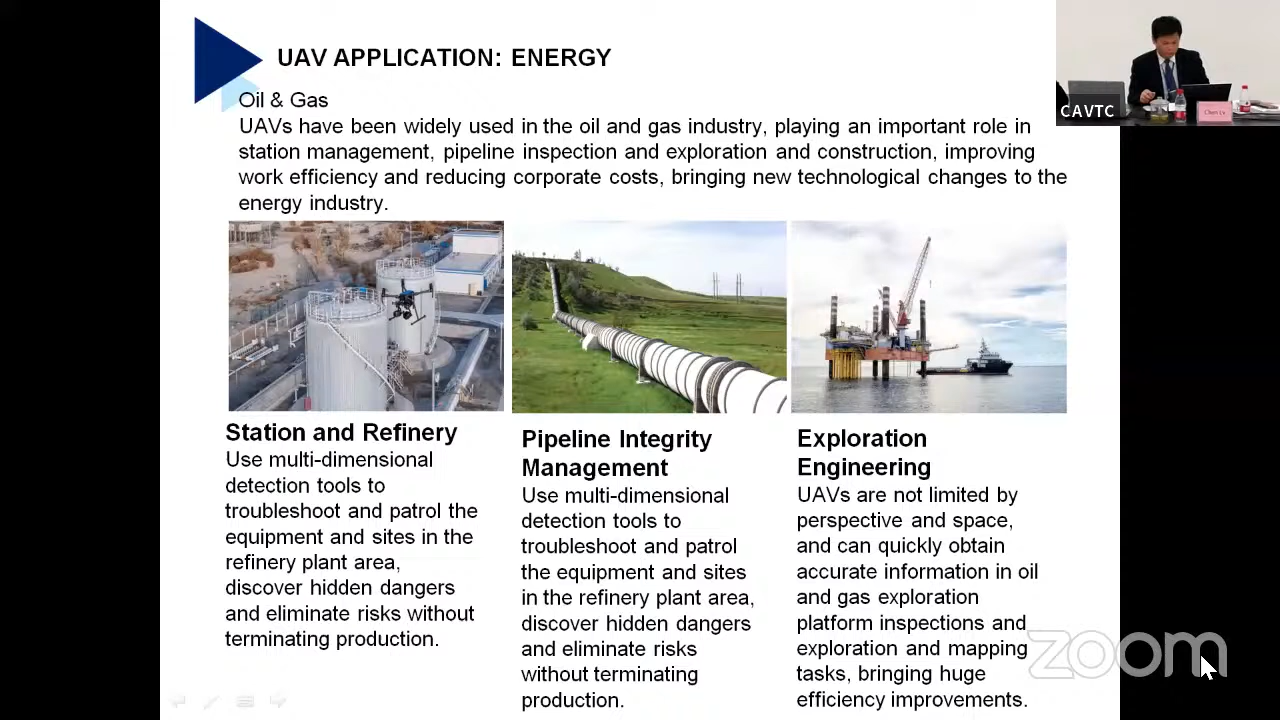 UAV APPLICATION: ENERGY
Oil & Gas
UAVs have been widely used in the oil and gas industry, playing an important role in
station management, pipeline inspection and exploration and construction, improving
work efficiency and reducing corporate costs, bringing new technological changes to the
energy industry.
CAVTC
Station and Refinery
Use multi-dimensional
detection tools to
troubleshoot and patrol the
equipment and sites in the
refinery plant area,
discover hidden dangers
and eliminate risks without
terminating production.
Pipeline Integrity
Management
Use multi-dimensional
detection tools to
troubleshoot and patrol
the equipment and sites
in the refinery plant area,
discover hidden dangers
and eliminate risks
without terminating
production.
Exploration
Engineering
UAVs are not limited by
perspective and space,
and can quickly obtain
accurate information in oil
and gas exploration
platform inspections and
exploration and mapping
tasks, bringing huge
efficiency improvements.
zoom